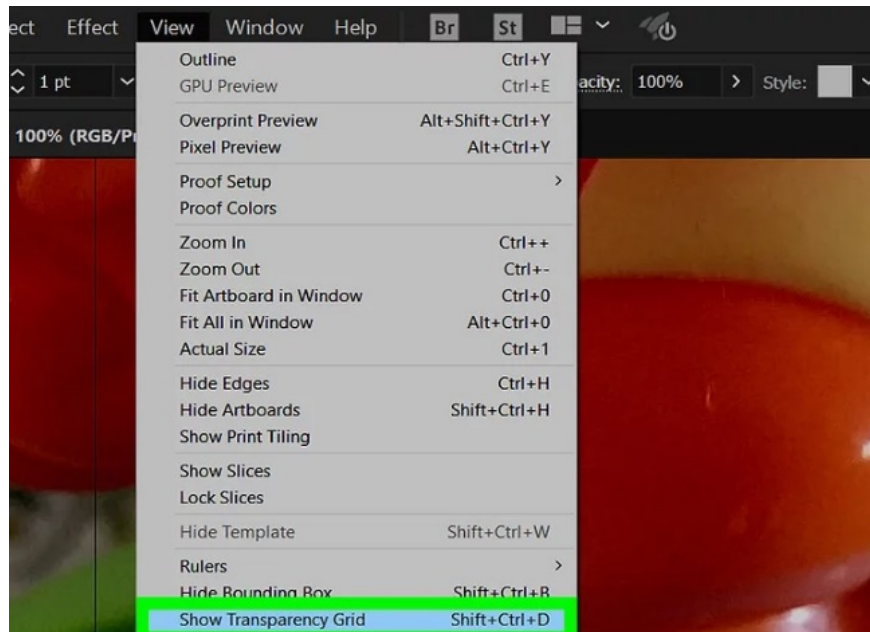 ect Effect View Window Help Br St
1 pt acity: 100% Style:
100% (RGB/P
Outline Ctrl+Y
GPU Preview Ctrl+E
Overprint Preview Alt+Shift+Ctrl+Y
Pixel Preview Alt+Ctrl+Y
Proof Setup
Proof Colors
Zoom In Ctrl++
Zoom Out Ctrl+-
Fit Artboard in Window Ctrl+0
Fit All in Window Alt+Ctrl+0
Actual Size Ctrl+1
Hide Edges Ctrl+H
Hide Artboards Shift+Ctrl+H
Show Print Tiling
Show Slices
Lock Slices
Hide Template Shift+Ctrl+W
Rulers
Hide Bounding Box Shift+Ctrl+B
Show Transparency Grid Shift+Ctrl+D